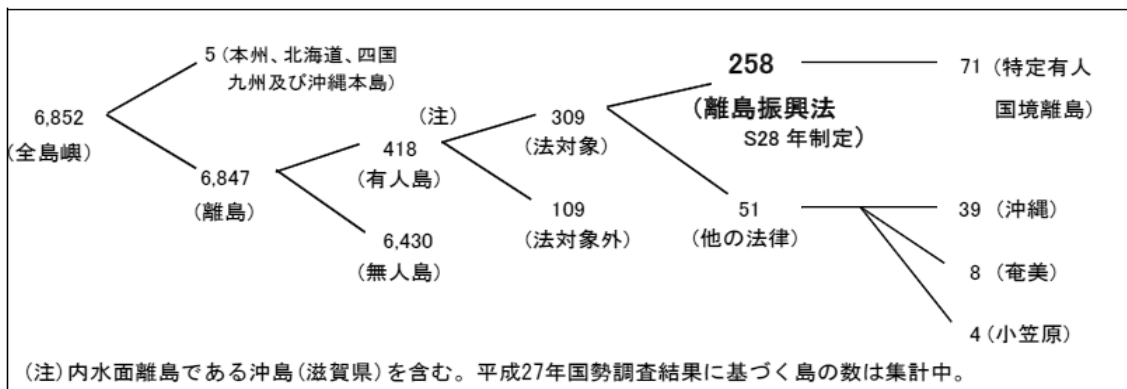 6,852
(全島嶼)
5(本州、北海道、四国
九州及び沖縄本島)
6,847
(離島)
(注)
418
(有人島)
6,430
(無人島)
309
(法対象)
109
(法対象外)
258
(離島振興法
S28 年制定)
51
(他の法律)
71 (特定有人
国境離島)
39 (沖縄)
8 (奄美)
4(小笠原)
(注)内水面離島である沖島(滋賀県)を含む。平成27年国勢調査結果に基づく島の数は集計中。